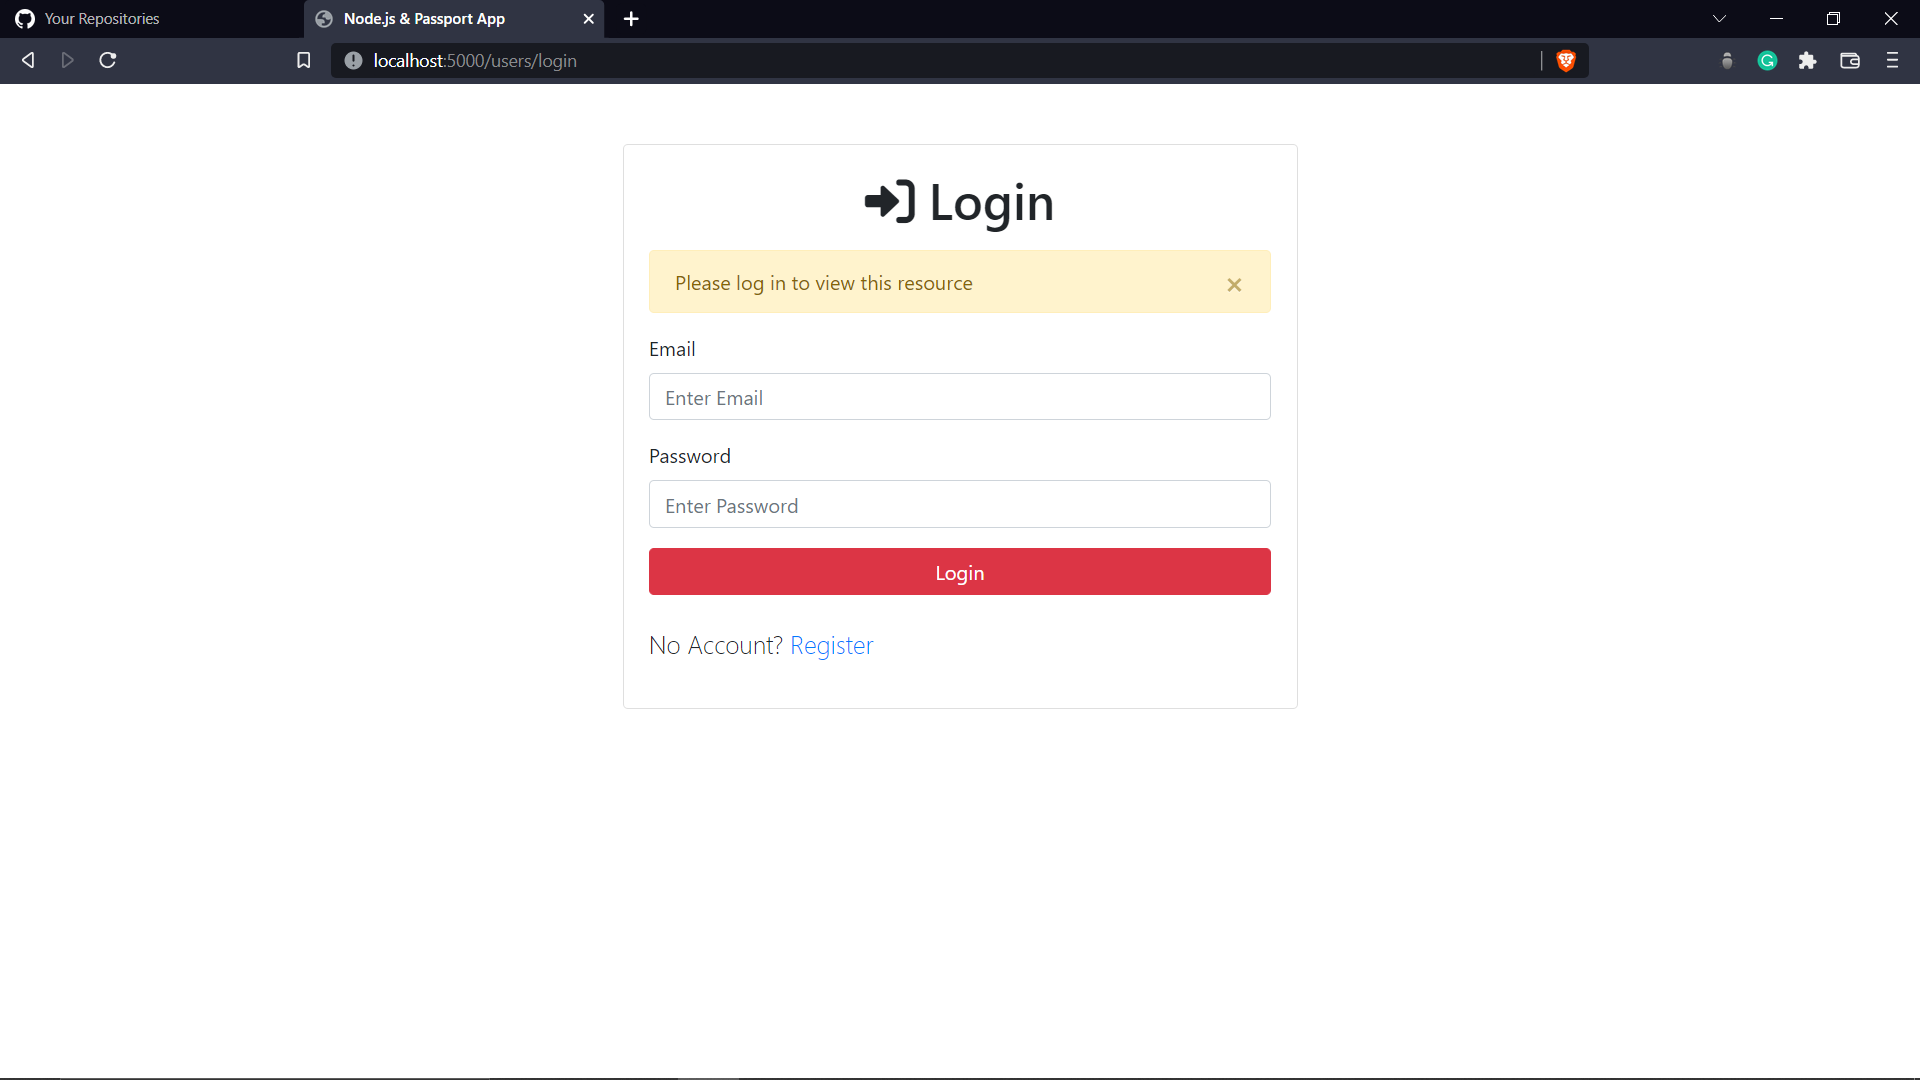 Your Repositories
Node.js & Passport App
localhost:5000/users/login
Login
Please log in to view this resource
Email
Enter Email
Password
Enter Password
Login
No Account? Register